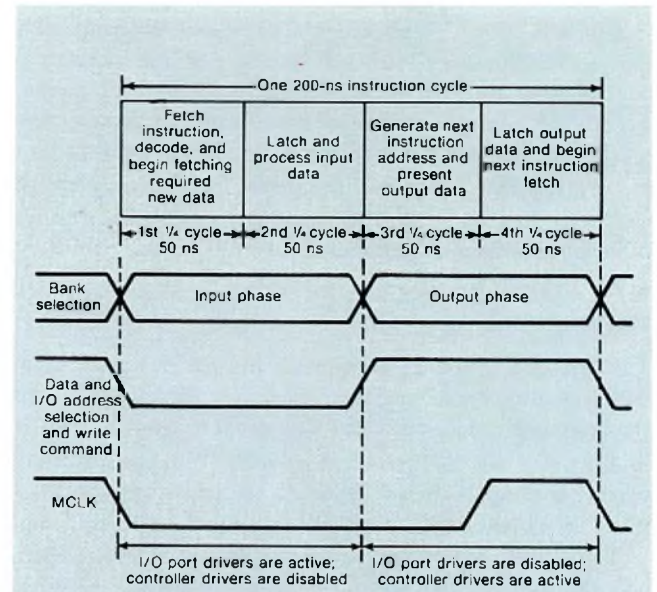 One 200-ns instruction cycle
Fetch
instruction,
decode, and
begin fetching
required
new data
Latch and
process input
data
Generate next
instruction
address and
present
output data
Latch output
data and begin
next instruction
fetch
1st 1/4 cycle
50 ns
2nd 1/4 cycle
50 ns
3rd 1/4 cycle
50 ns
4th 1/4 cycle
50 ns
Bank
selection
Input phase
Output phase
Data and
I/O address
selection
and write
command
MCLK
I/O port drivers are active;
controller drivers are disabled
I/O port drivers are disabled;
controller drivers are active